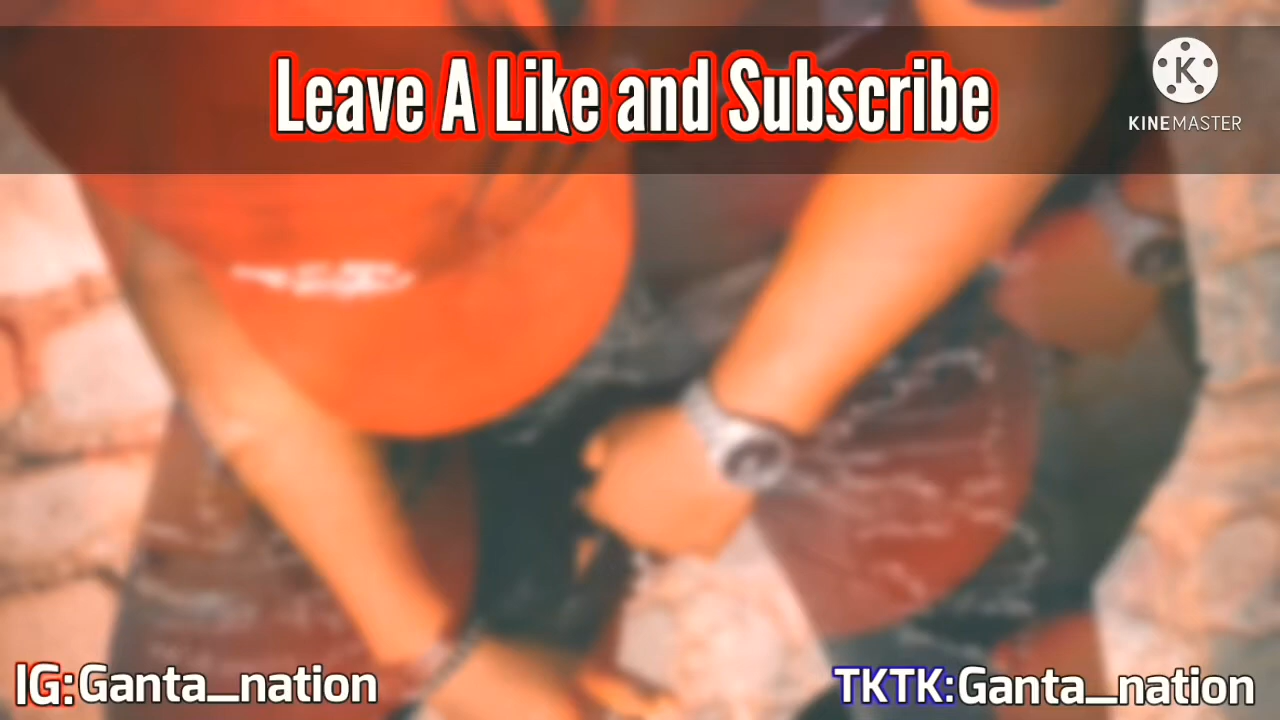 Leave A Like and Subscribe
K
KINEMASTER
IG:Ganta_nation
TKTK:Ganta_nation